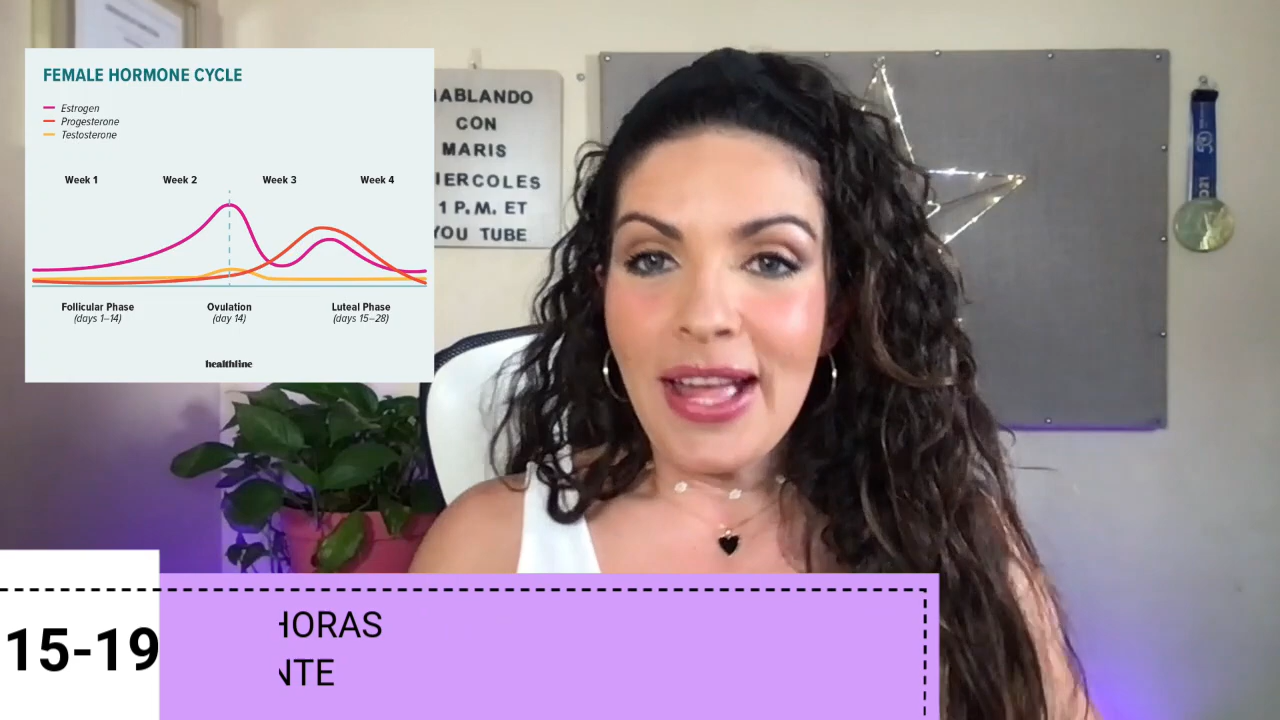 FEMALE HORMONE CYCLE
Estrogen
Progesterone
Testosterone
Week 1 Week 2 Week 3 Week 4
Follicular Phase Ovulation Luteal Phase
(days 1–14) (day 14) (days 15–28)
healthline
HABLANDO
CON
MARIS
MIERCOLES
1 P.M. ET
YOU TUBE
2021
15-19
HORAS
NTE